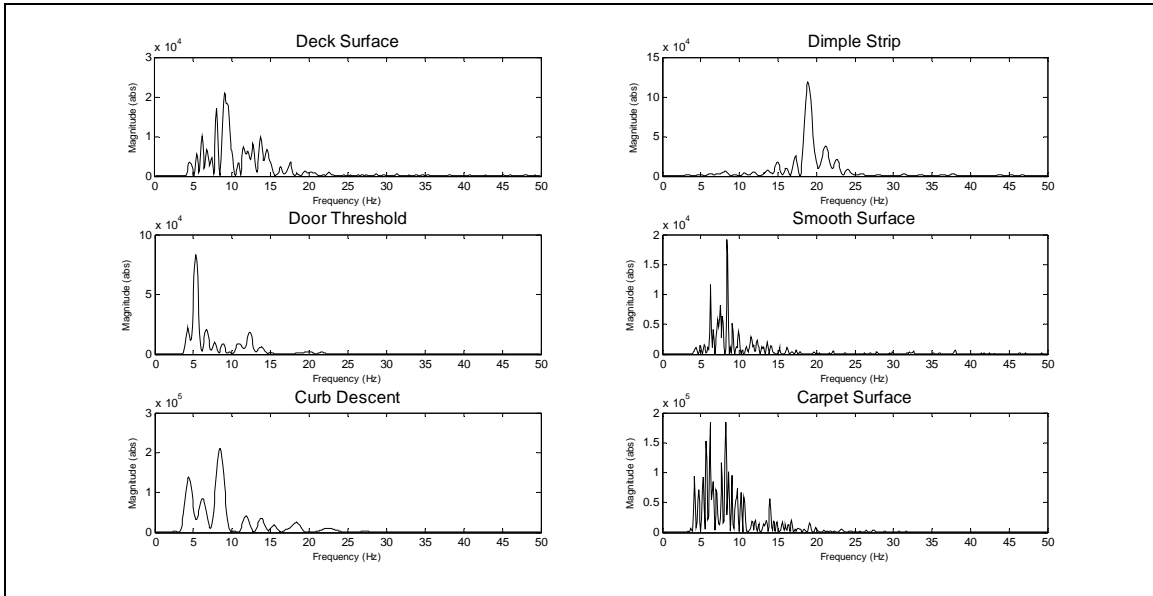 Deck Surface
x 10^4
3
2
1
0
Magnitude (abs)
0 5 10 15 20 25 30 35 40 45 50
Frequency (Hz)
Dimple Strip
x 10^4
15
10
5
0
Magnitude (abs)
0 5 10 15 20 25 30 35 40 45 50
Frequency (Hz)
Door Threshold
x 10^4
10
5
0
Magnitude (abs)
0 5 10 15 20 25 30 35 40 45 50
Frequency (Hz)
Smooth Surface
x 10^4
2
1.5
1
0.5
0
Magnitude (abs)
0 5 10 15 20 25 30 35 40 45 50
Frequency (Hz)
Curb Descent
x 10^5
3
2
1
0
Magnitude (abs)
0 5 10 15 20 25 30 35 40 45 50
Frequency (Hz)
Carpet Surface
x 10^5
2
1.5
1
0.5
0
Magnitude (abs)
0 5 10 15 20 25 30 35 40 45 50
Frequency (Hz)